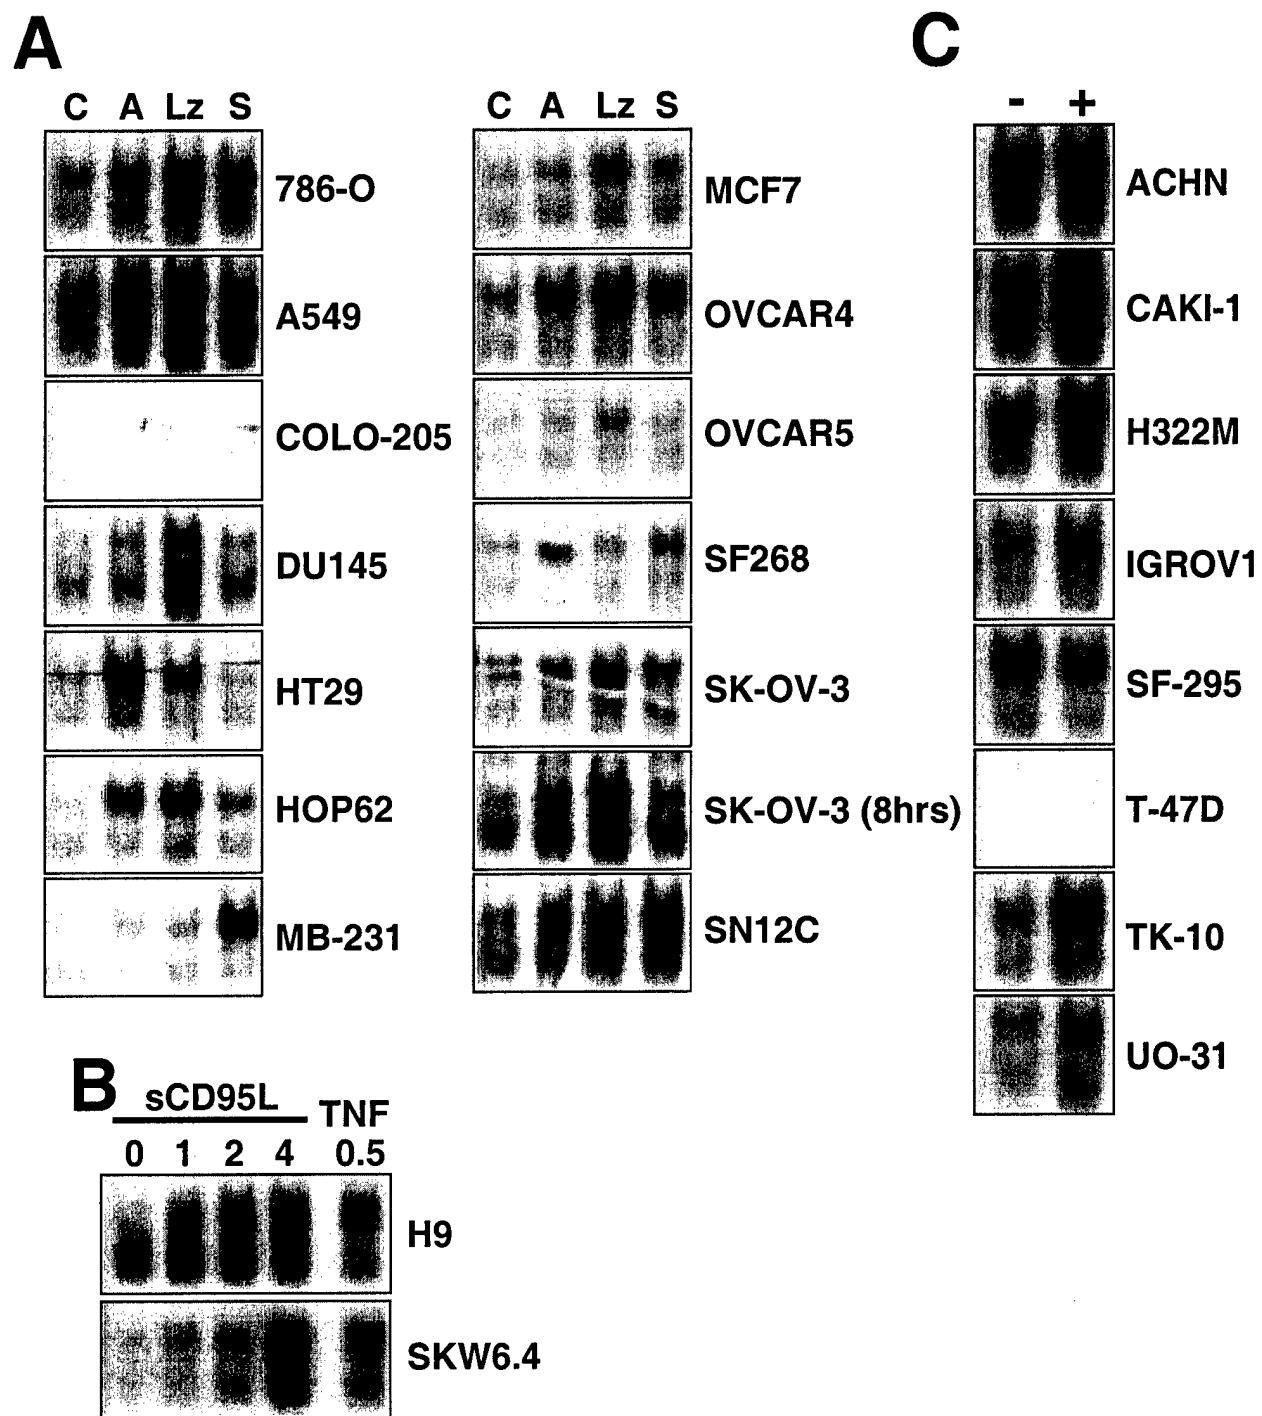 A
C A Lz S
786-O
A549
COLO-205
DU145
HT29
HOP62
MB-231
C A Lz S
MCF7
OVCAR4
OVCAR5
SF268
SK-OV-3
SK-OV-3 (8hrs)
SN12C
B
sCD95L TNF
0 1 2 4 0.5
H9
SKW6.4
C
- +
ACHN
CAKI-1
H322M
IGROV1
SF-295
T-47D
TK-10
UO-31